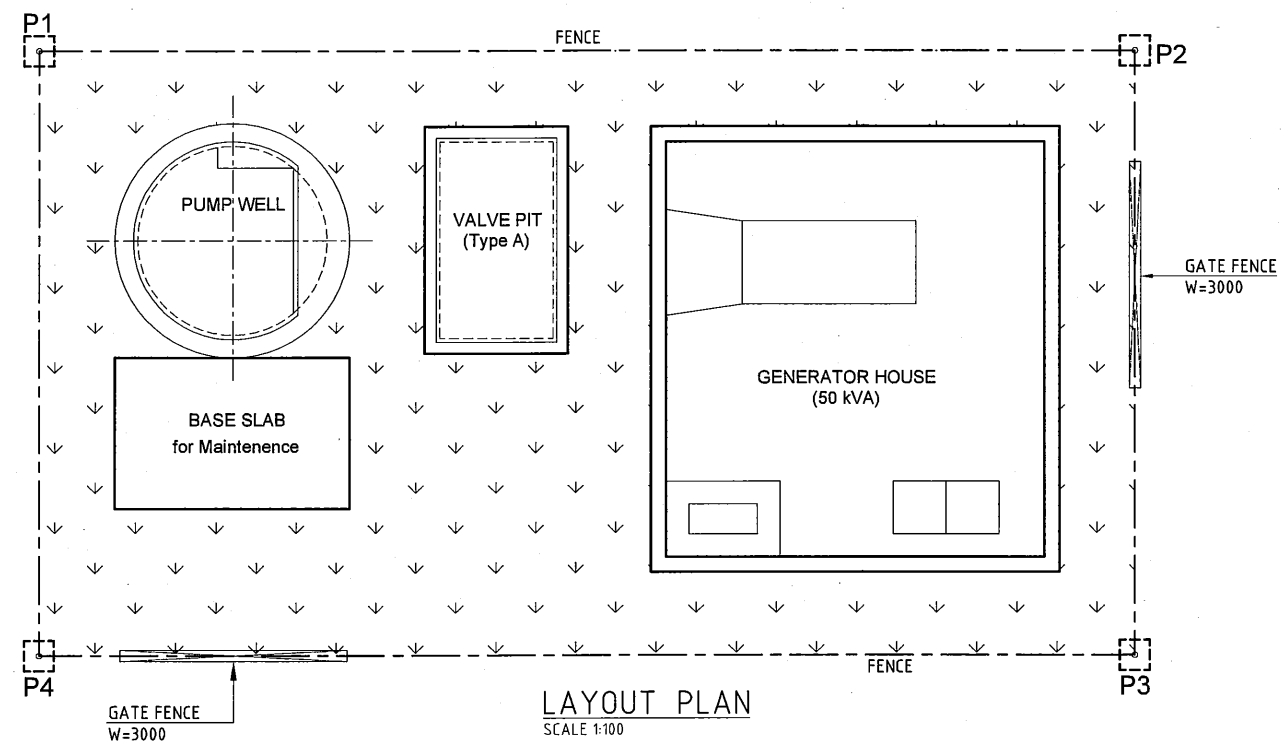 P1
FENCE
P2
PUMP WELL
VALVE PIT
(Type A)
GATE FENCE
W=3000
GENERATOR HOUSE
(50 kVA)
BASE SLAB
for Maintenence
FENCE
P4
P3
LAYOUT PLAN
SCALE 1:100
GATE FENCE
W=3000